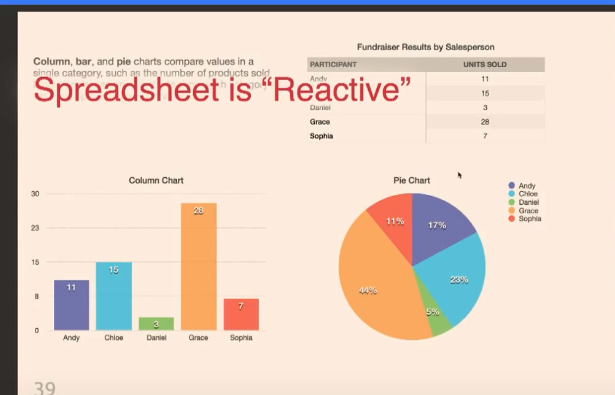 Fundraiser Results by Salesperson
Column, bar, and pie charts compare values in a
single category, such as the number of products sold
Spreadsheet is “Reactive”
PARTICIPANT UNITS SOLD
Andy 11
15
Daniel 3
Grace 28
Sophia 7
Column Chart
30
23
15
8
0
11
15
3
28
7
Andy Chloe Daniel Grace Sophia
Pie Chart
17%
23%
5%
44%
11%
Andy
Chloe
Daniel
Grace
Sophia
39